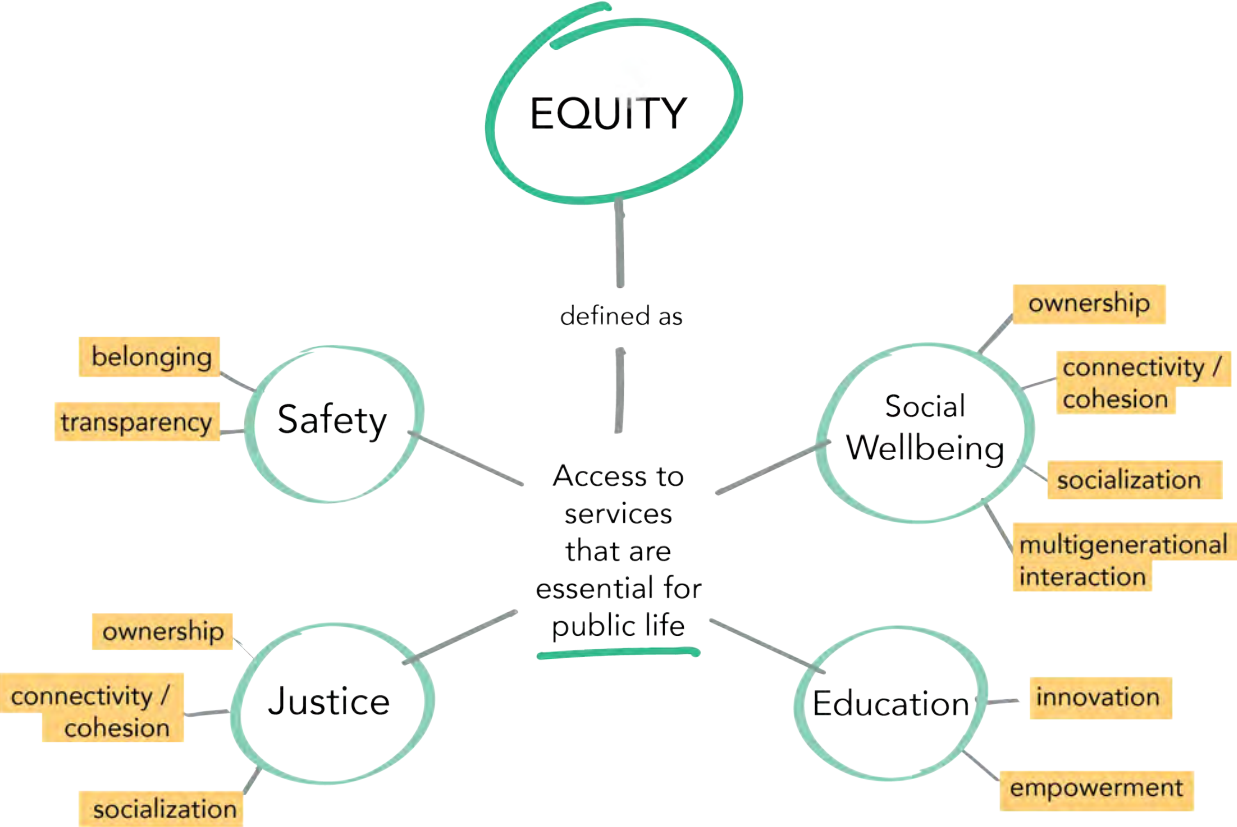 EQUITY
defined as
Access to
services
that are
essential for
public life
Safety
belonging
transparency
Social
Wellbeing
ownership
connectivity /
cohesion
socialization
multigenerational
interaction
Justice
ownership
connectivity /
cohesion
socialization
Education
innovation
empowerment